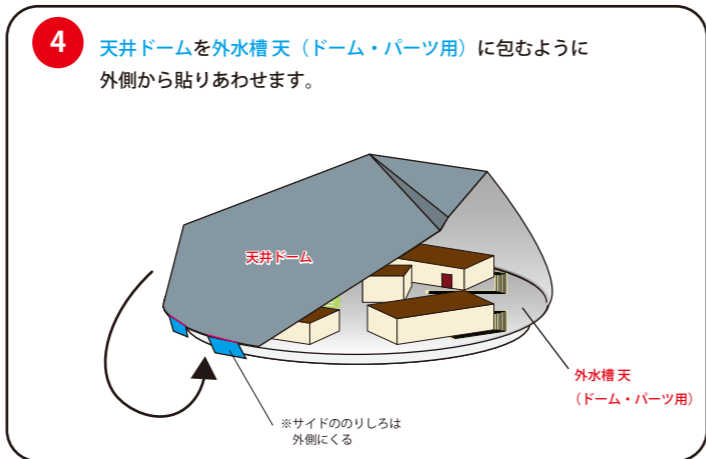 4
天井ドームを外水槽 天（ドーム・パーツ用）に包むように
外側から貼りあわせます。
天井ドーム
外水槽 天
（ドーム・パーツ用）
※サイドののりしろは
外側にくる